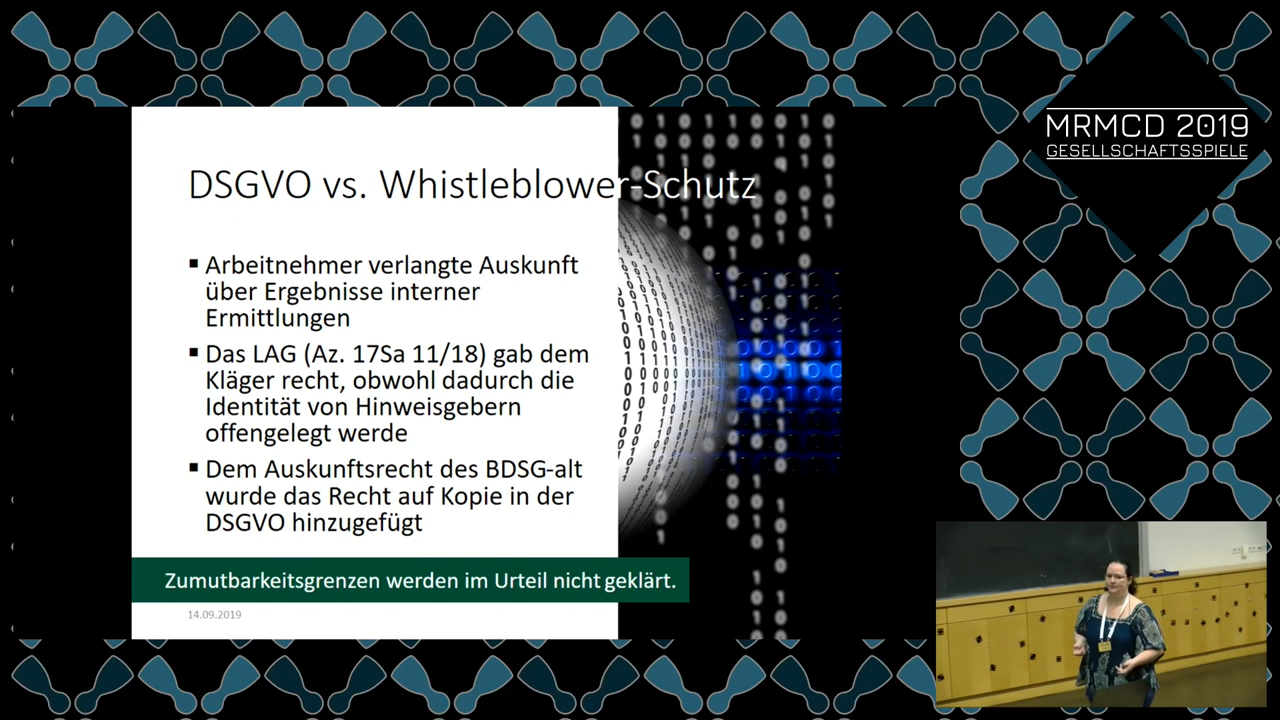 MRMCD 2019
GESELLSCHAFTSSPIELE
DSGVO vs. Whistleblower-Schutz
▪ Arbeitnehmer verlangte Auskunft
über Ergebnisse interner
Ermittlungen
▪ Das LAG (Az. 17Sa 11/18) gab dem
Kläger recht, obwohl dadurch die
Identität von Hinweisgebern
offengelegt werde
▪ Dem Auskunftsrecht des BDSG-alt
wurde das Recht auf Kopie in der
DSGVO hinzugefügt
Zumutbarkeitsgrenzen werden im Urteil nicht geklärt.
14.09.2019